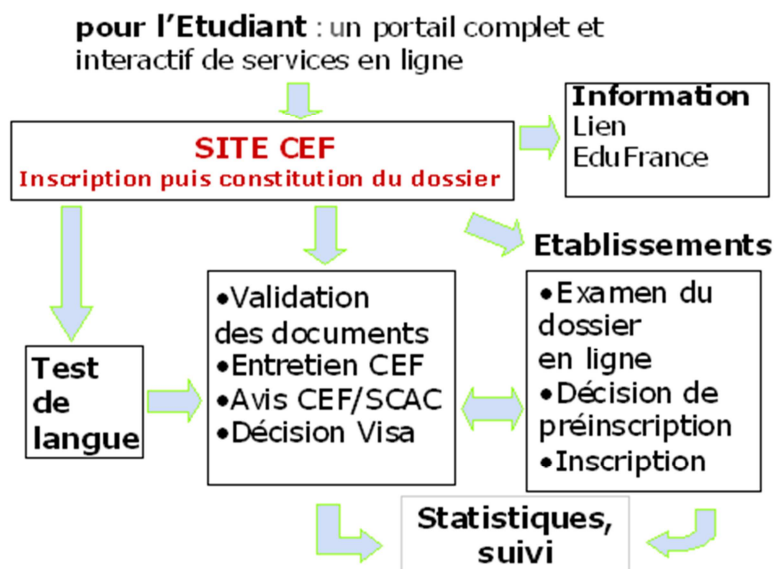 pour l'Etudiant : un portail complet et
interactif de services en ligne
Information
Lien
EduFrance
SITE CEF
Inscription puis constitution du dossier
Etablissements
•Validation
des documents
•Entretien CEF
•Avis CEF/SCAC
•Décision Visa
•Examen du
dossier
en ligne
•Décision de
préinscription
•Inscription
Test
de
langue
Statistiques,
suivi